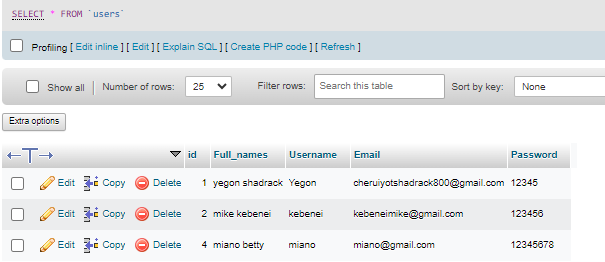 SELECT * FROM `users`
Profiling [ Edit inline ] [ Edit ] [ Explain SQL ] [ Create PHP code ] [ Refresh ]
Show all Number of rows: 25 Filter rows: Search this table Sort by key: None
Extra options
id Full_names Username Email Password
Edit Copy Delete 1 yegon shadrack Yegon cheruiyotshadrack800@gmail.com 12345
Edit Copy Delete 2 mike kebenei kebenei kebeneimike@gmail.com 123456
Edit Copy Delete 4 miano betty miano miano@gmail.com 12345678